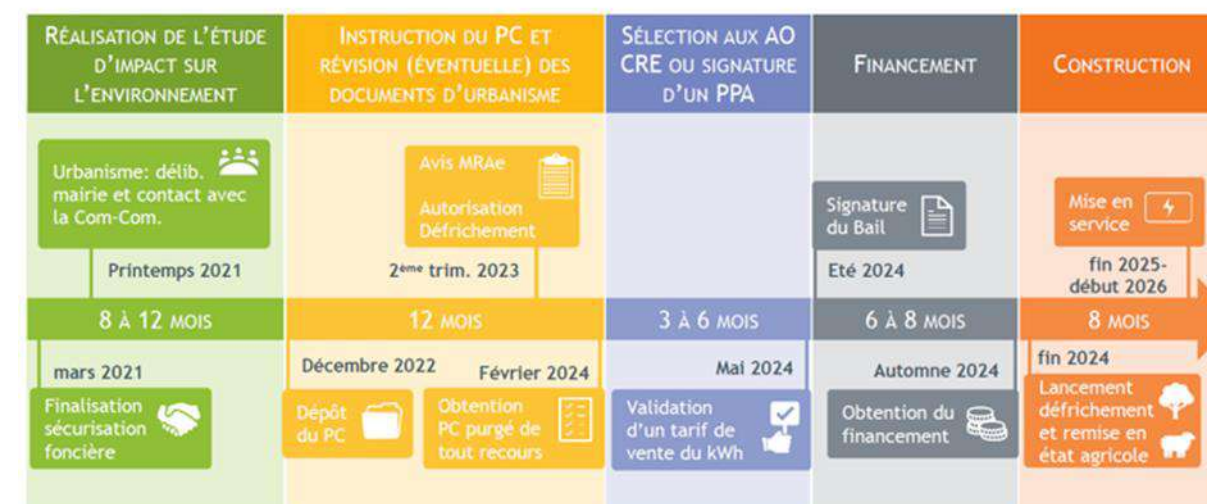 RÉALISATION DE L'ÉTUDE
D'IMPACT SUR
L'ENVIRONNEMENT
INSTRUCTION DU PC ET
RÉVISION (ÉVENTUELLE) DES
DOCUMENTS D'URBANISME
SÉLECTION AUX AO
CRE OU SIGNATURE
D'UN PPA
FINANCEMENT
CONSTRUCTION
Urbanisme: délib.
mairie et contact avec
la Com-Com.
Printemps 2021
Avis MRAe
Autorisation
Défrichement
2ème trim. 2023
Signature
du Bail
Eté 2024
Mise en
service
fin 2025-
début 2026
8 À 12 MOIS
12 MOIS
3 À 6 MOIS
6 À 8 MOIS
8 MOIS
mars 2021
Finalisation
sécurisation
foncière
Décembre 2022
Dépôt
du PC
Février 2024
Obtention
PC purgé de
tout recours
Mai 2024
Validation
d'un tarif de
vente du kWh
Automne 2024
Obtention du
financement
fin 2024
Lancement
défrichement
et remise en
état agricole